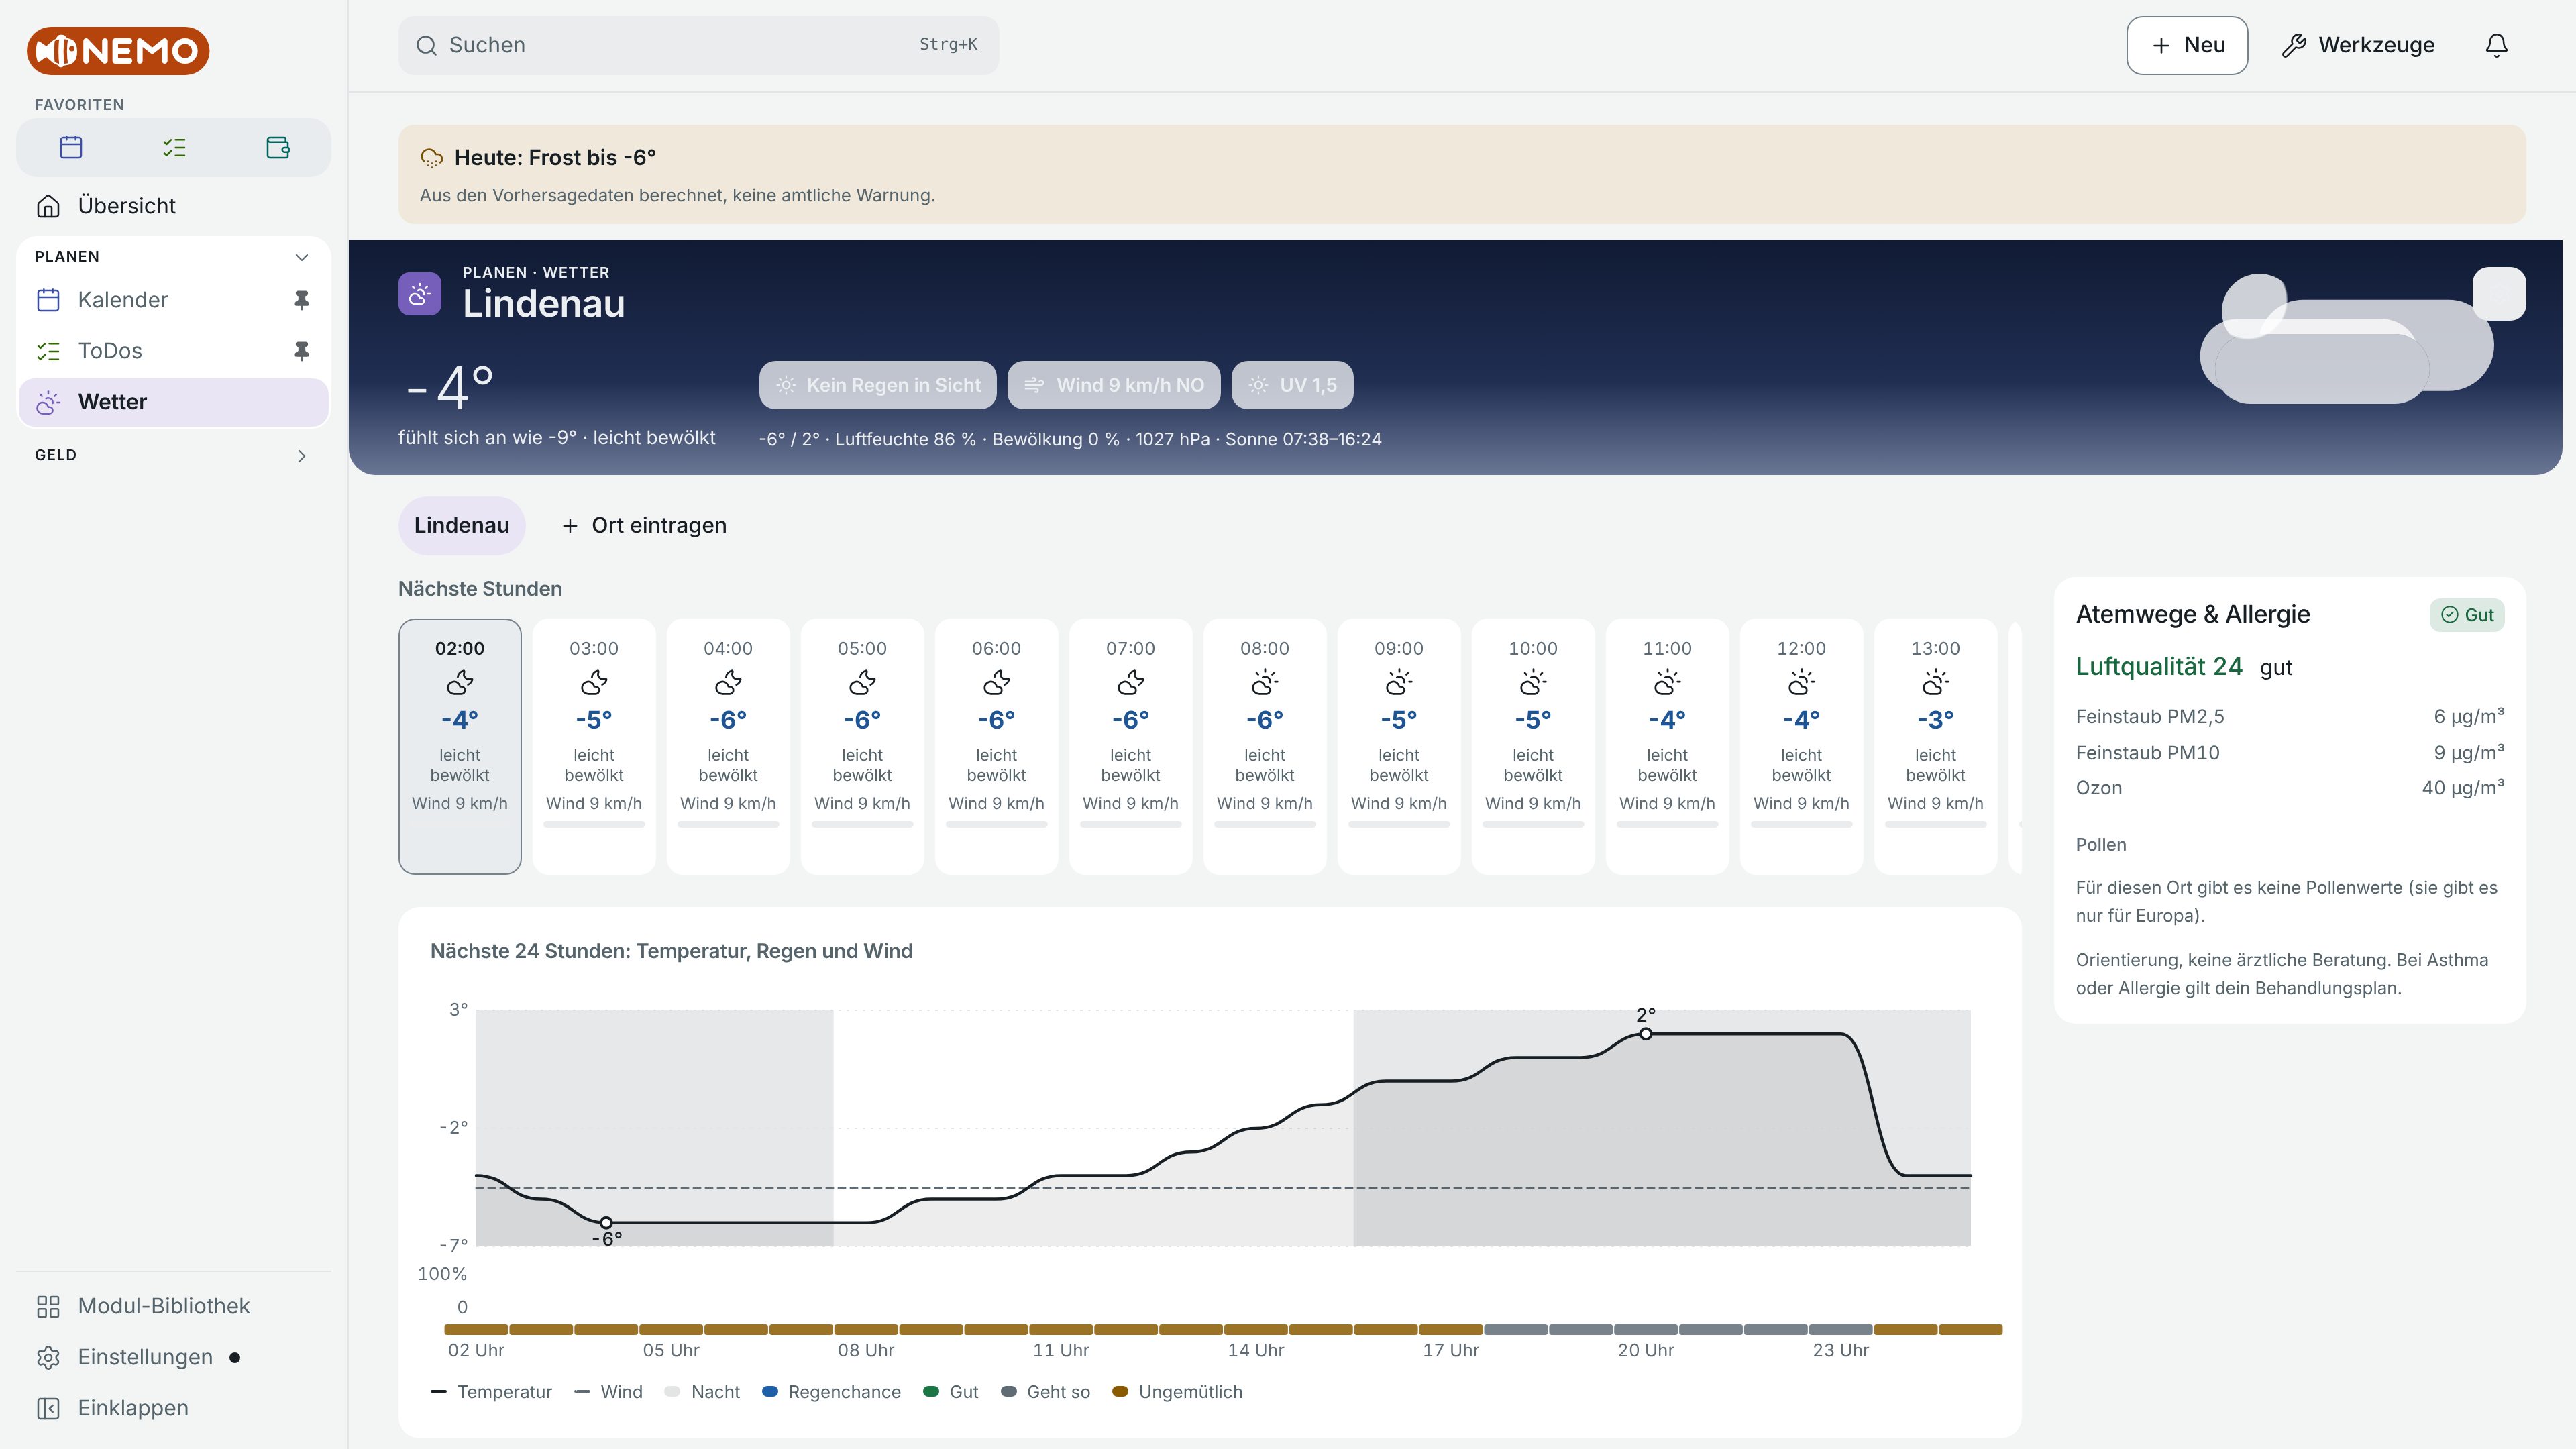 NEMO
Suchen
Strg+K
Neu
Werkzeuge
FAVORITEN
Übersicht
PLANEN
Kalender
ToDos
Wetter
GELD
Modul-Bibliothek
Einstellungen
Einklappen
Heute: Frost bis -6°
Aus den Vorhersagedaten berechnet, keine amtliche Warnung.
PLANEN · WETTER
Lindenau
-4°
Kein Regen in Sicht
Wind 9 km/h NO
UV 1,5
fühlt sich an wie -9° · leicht bewölkt
-6° / 2° · Luftfeuchte 86 % · Bewölkung 0 % · 1027 hPa · Sonne 07:38–16:24
Lindenau
Ort eintragen
Nächste Stunden
02:00 03:00 04:00 05:00 06:00 07:00 08:00 09:00 10:00 11:00 12:00 13:00
-4° -5° -6° -6° -6° -6° -6° -5° -5° -4° -4° -3°
leicht leicht leicht leicht leicht leicht leicht leicht leicht leicht leicht leicht
bewölkt bewölkt bewölkt bewölkt bewölkt bewölkt bewölkt bewölkt bewölkt bewölkt bewölkt bewölkt
Wind 9 km/h Wind 9 km/h Wind 9 km/h Wind 9 km/h Wind 9 km/h Wind 9 km/h Wind 9 km/h Wind 9 km/h Wind 9 km/h Wind 9 km/h Wind 9 km/h Wind 9 km/h
Nächste 24 Stunden: Temperatur, Regen und Wind
3°
2°
-2°
-6°
-7°
100%
0
02 Uhr 05 Uhr 08 Uhr 11 Uhr 14 Uhr 17 Uhr 20 Uhr 23 Uhr
Temperatur Wind Nacht Regenchance Gut Geht so Ungemütlich
Atemwege & Allergie
Gut
Luftqualität 24 gut
Feinstaub PM2,5 6 µg/m³
Feinstaub PM10 9 µg/m³
Ozon 40 µg/m³
Pollen
Für diesen Ort gibt es keine Pollenwerte (sie gibt es
nur für Europa).
Orientierung, keine ärztliche Beratung. Bei Asthma
oder Allergie gilt dein Behandlungsplan.